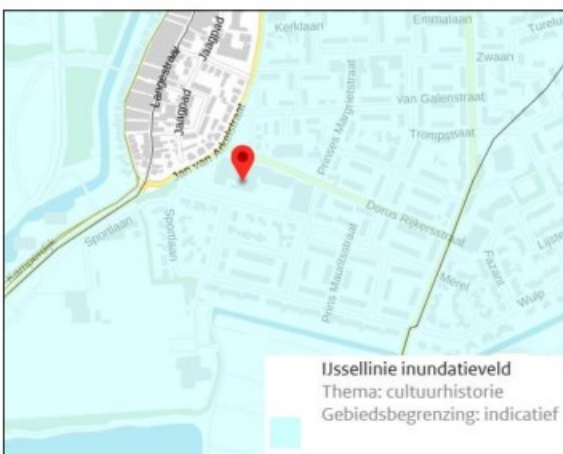 Kerklaan
Emmalaan
Zwaan
Langestraat
Jaagpad
Jaagpad
van Galenstraat
Trompstraat
Jan van Arkelstraat
Prinses Margrietstraat
Dorus Rijkersstraat
Sportlaan
Sportlaan
Prins Mauritsstraat
Merel
Fazant
Wulp
IJssellinie inundatieveld
Thema: cultuurhistorie
Gebiedsbegrenzing: indicatief